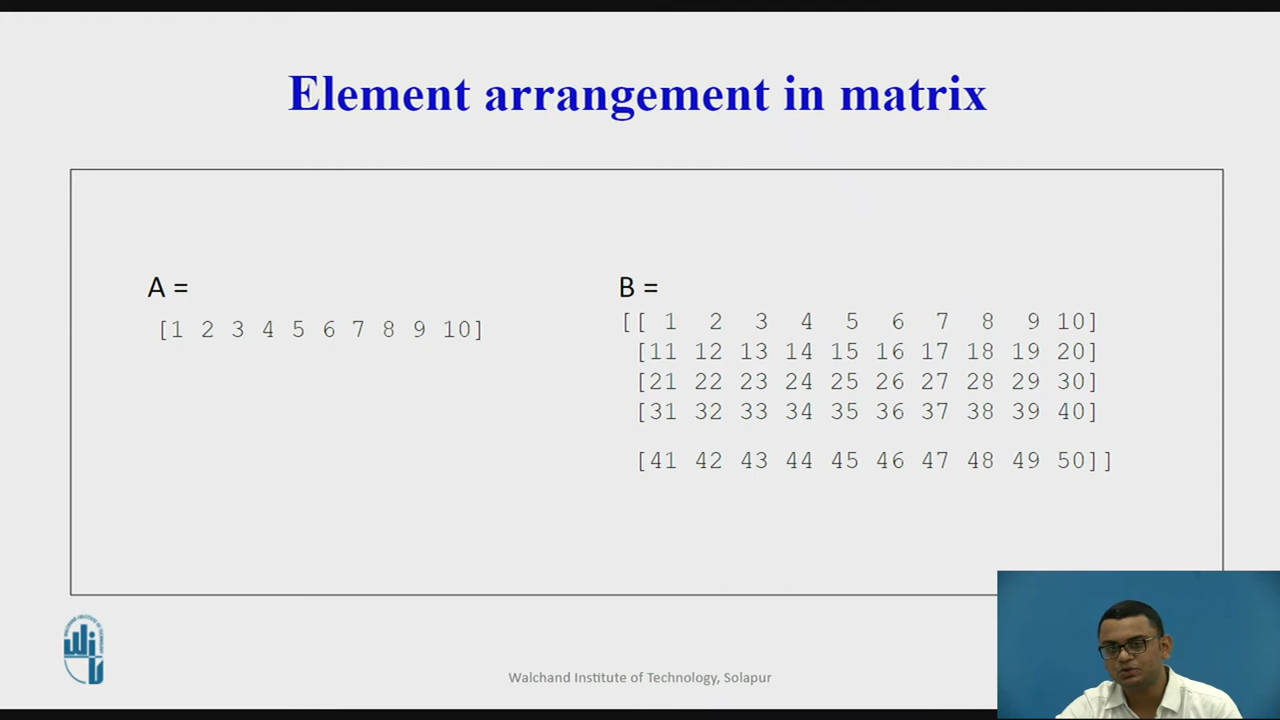 Element arrangement in matrix
A =
[1 2 3 4 5 6 7 8 9 10]
B =
[[ 1 2 3 4 5 6 7 8 9 10]
[11 12 13 14 15 16 17 18 19 20]
[21 22 23 24 25 26 27 28 29 30]
[31 32 33 34 35 36 37 38 39 40]
[41 42 43 44 45 46 47 48 49 50]]
Walchand Institute of Technology, Solapur